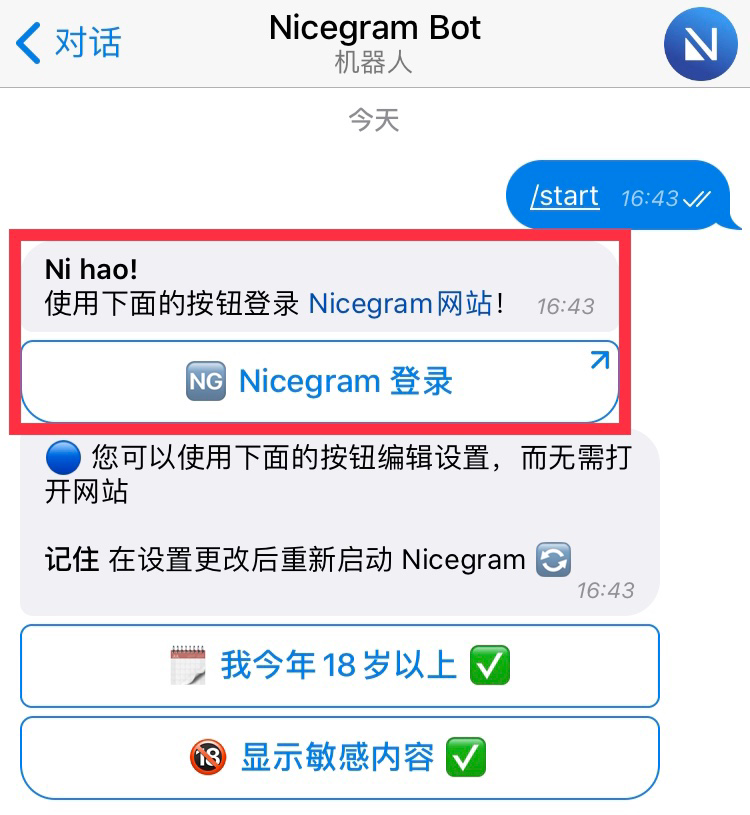 对话
Nicegram Bot
机器人
今天
/start 16:43
Ni hao!
使用下面的按钮登录 Nicegram网站! 16:43
NG Nicegram 登录
您可以使用下面的按钮编辑设置，而无需打
开网站
记住 在设置更改后重新启动 Nicegram
16:43
我今年18岁以上
18 显示敏感内容